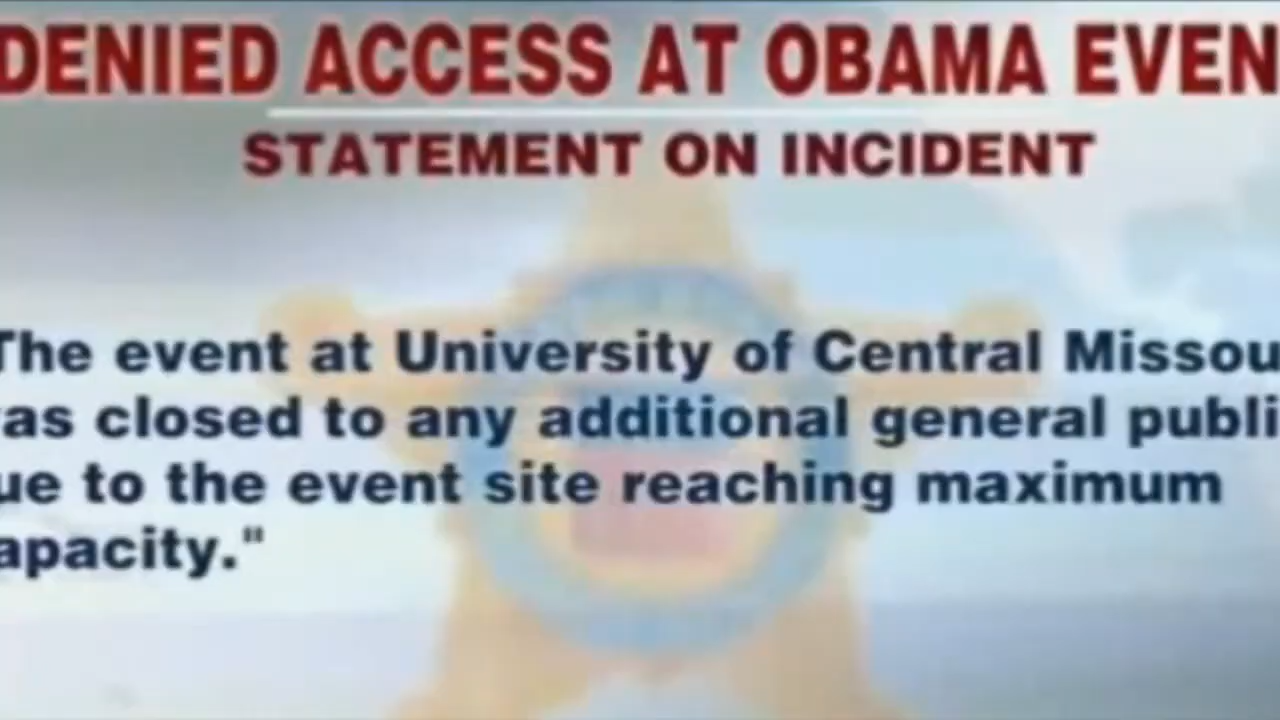 DENIED ACCESS AT OBAMA EVEN
STATEMENT ON INCIDENT
The event at University of Central Missou
as closed to any additional general publi
ue to the event site reaching maximum
apacity."